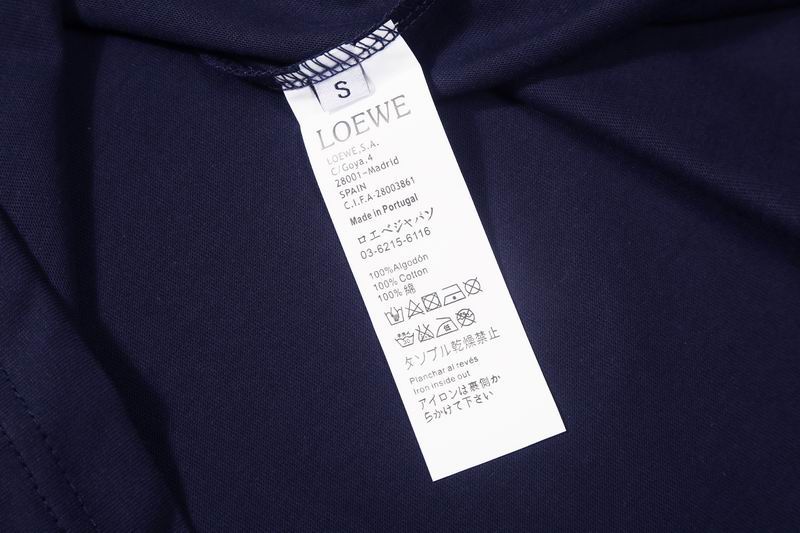 S
LOEWE
LOEWE,S.A.
C/Goya,4
28001-Madrid
SPAIN
C.I.F.A-28003861
Made in Portugal
ロエベジャパン
03-6215-6116
100%Algodón
100% Cotton
100% 綿
タンブル乾燥禁止
Planchar al revés
Iron inside out
アイロンは裏側か
らかけて下さい